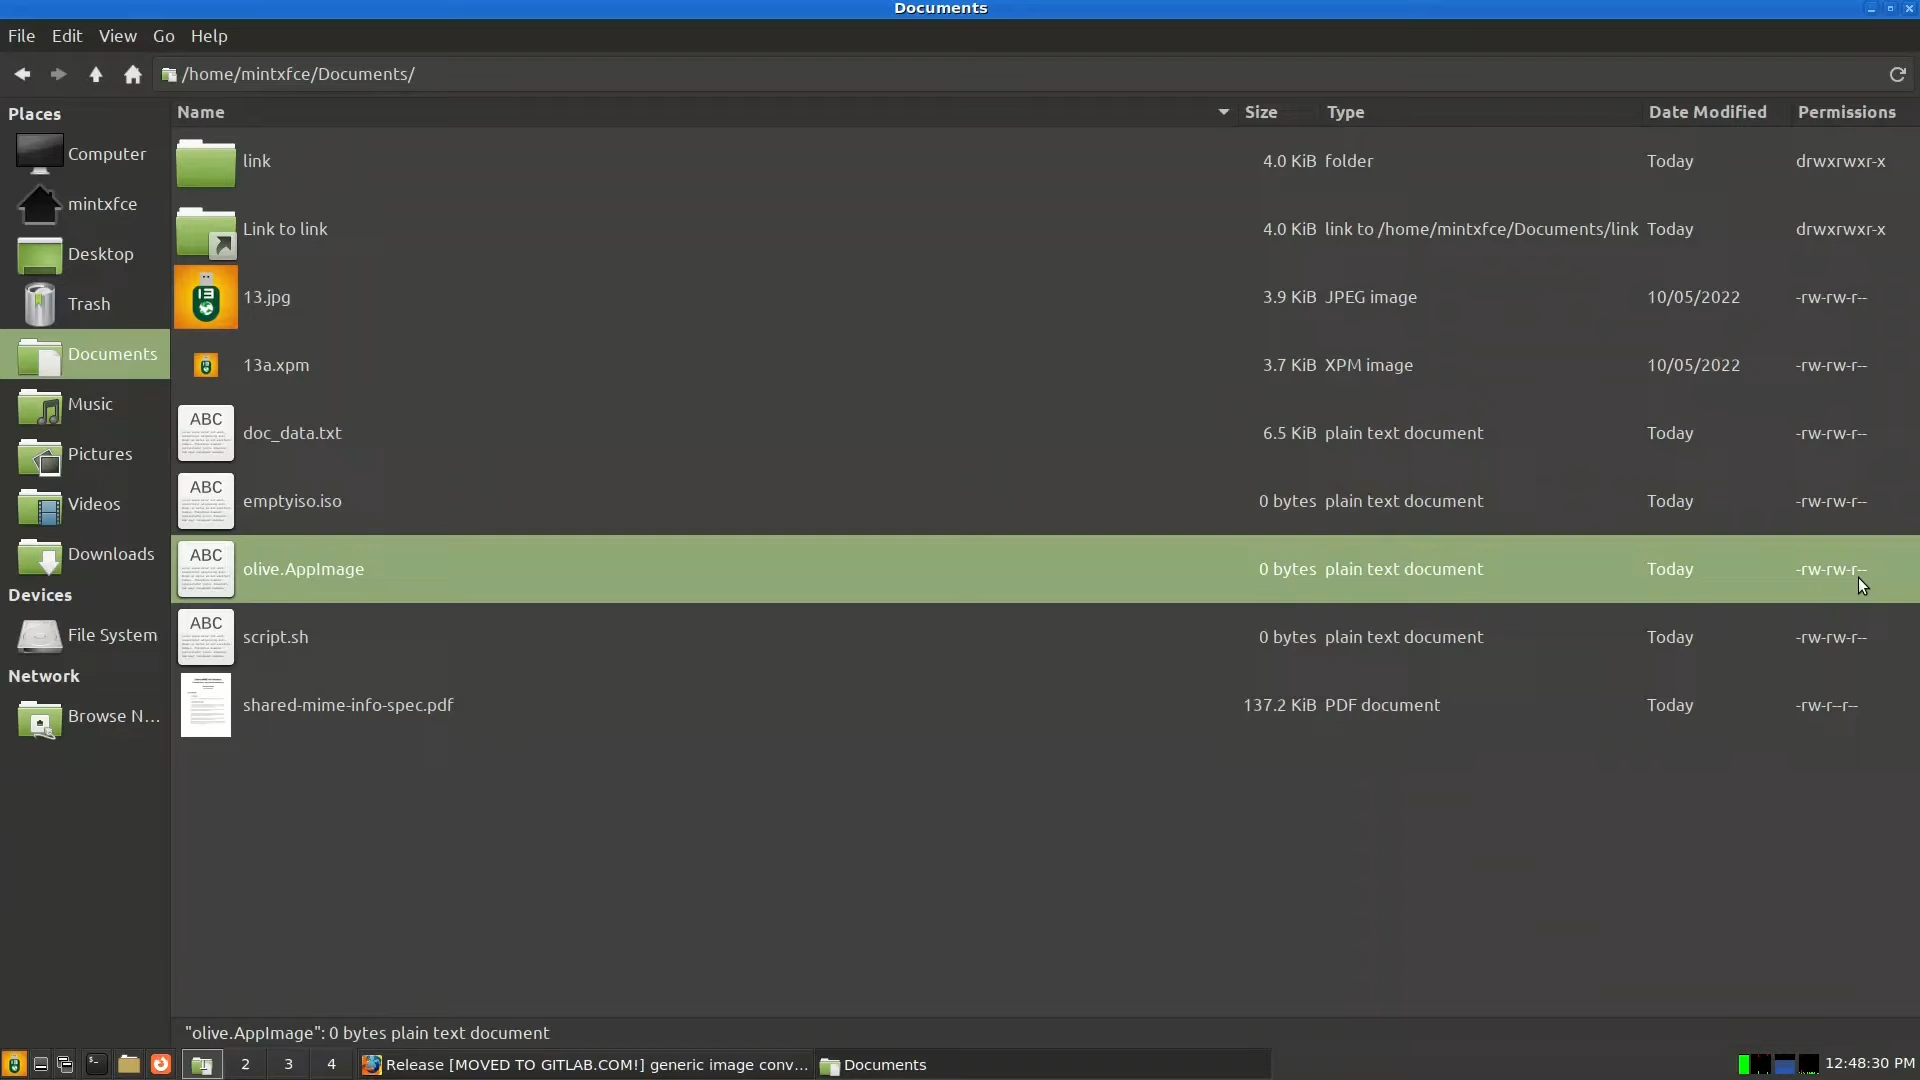 Documents
File Edit View Go Help
/home/mintxfce/Documents/
Places
Computer
mintxfce
Desktop
Trash
Documents
Music
Pictures
Videos
Downloads
Devices
File System
Network
Browse N...
Name Size Type Date Modified Permissions
link 4.0 KiB folder Today drwxrwxr-x
Link to link 4.0 KiB link to /home/mintxfce/Documents/link Today drwxrwxr-x
13.jpg 3.9 KiB JPEG image 10/05/2022 -rw-rw-r--
13a.xpm 3.7 KiB XPM image 10/05/2022 -rw-rw-r--
ABC doc_data.txt 6.5 KiB plain text document Today -rw-rw-r--
ABC emptyiso.iso 0 bytes plain text document Today -rw-rw-r--
ABC olive.AppImage 0 bytes plain text document Today -rw-rw-r--
ABC script.sh 0 bytes plain text document Today -rw-rw-r--
shared-mime-info-spec.pdf 137.2 KiB PDF document Today -rw-r--r--
"olive.AppImage": 0 bytes plain text document
1 2 3 4 Release [MOVED TO GITLAB.COM!] generic image conv... Documents 12:48:30 PM